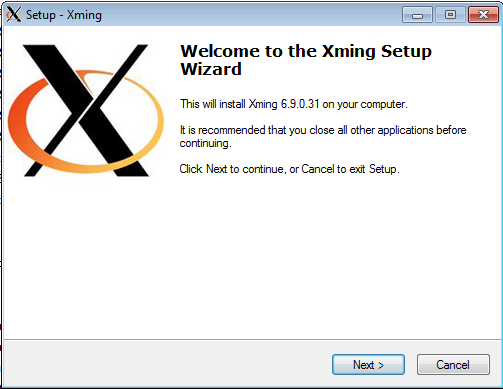 Setup - Xming
Welcome to the Xming Setup
Wizard
This will install Xming 6.9.0.31 on your computer.
It is recommended that you close all other applications before
continuing.
Click Next to continue, or Cancel to exit Setup.
Next >
Cancel